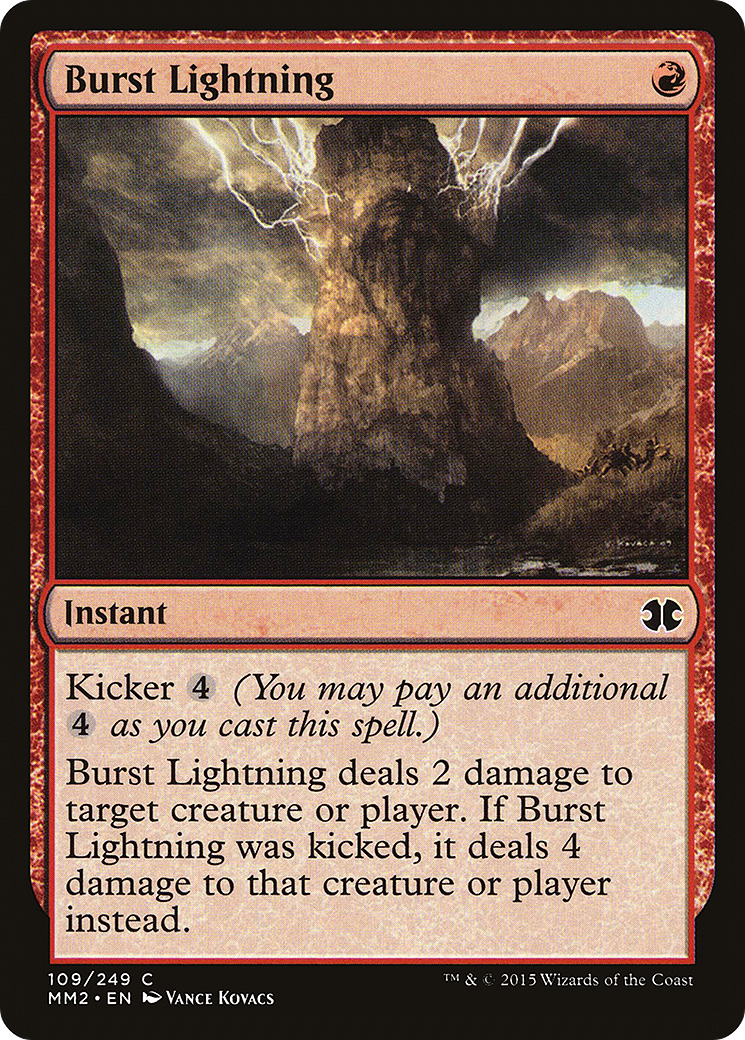 Burst Lightning
V. KOVACS 09
Instant
Kicker 4 (You may pay an additional
4 as you cast this spell.)
Burst Lightning deals 2 damage to
target creature or player. If Burst
Lightning was kicked, it deals 4
damage to that creature or player
instead.
109/249 C
™ & © 2015 Wizards of the Coast
MM2 • EN VANCE KOVACS